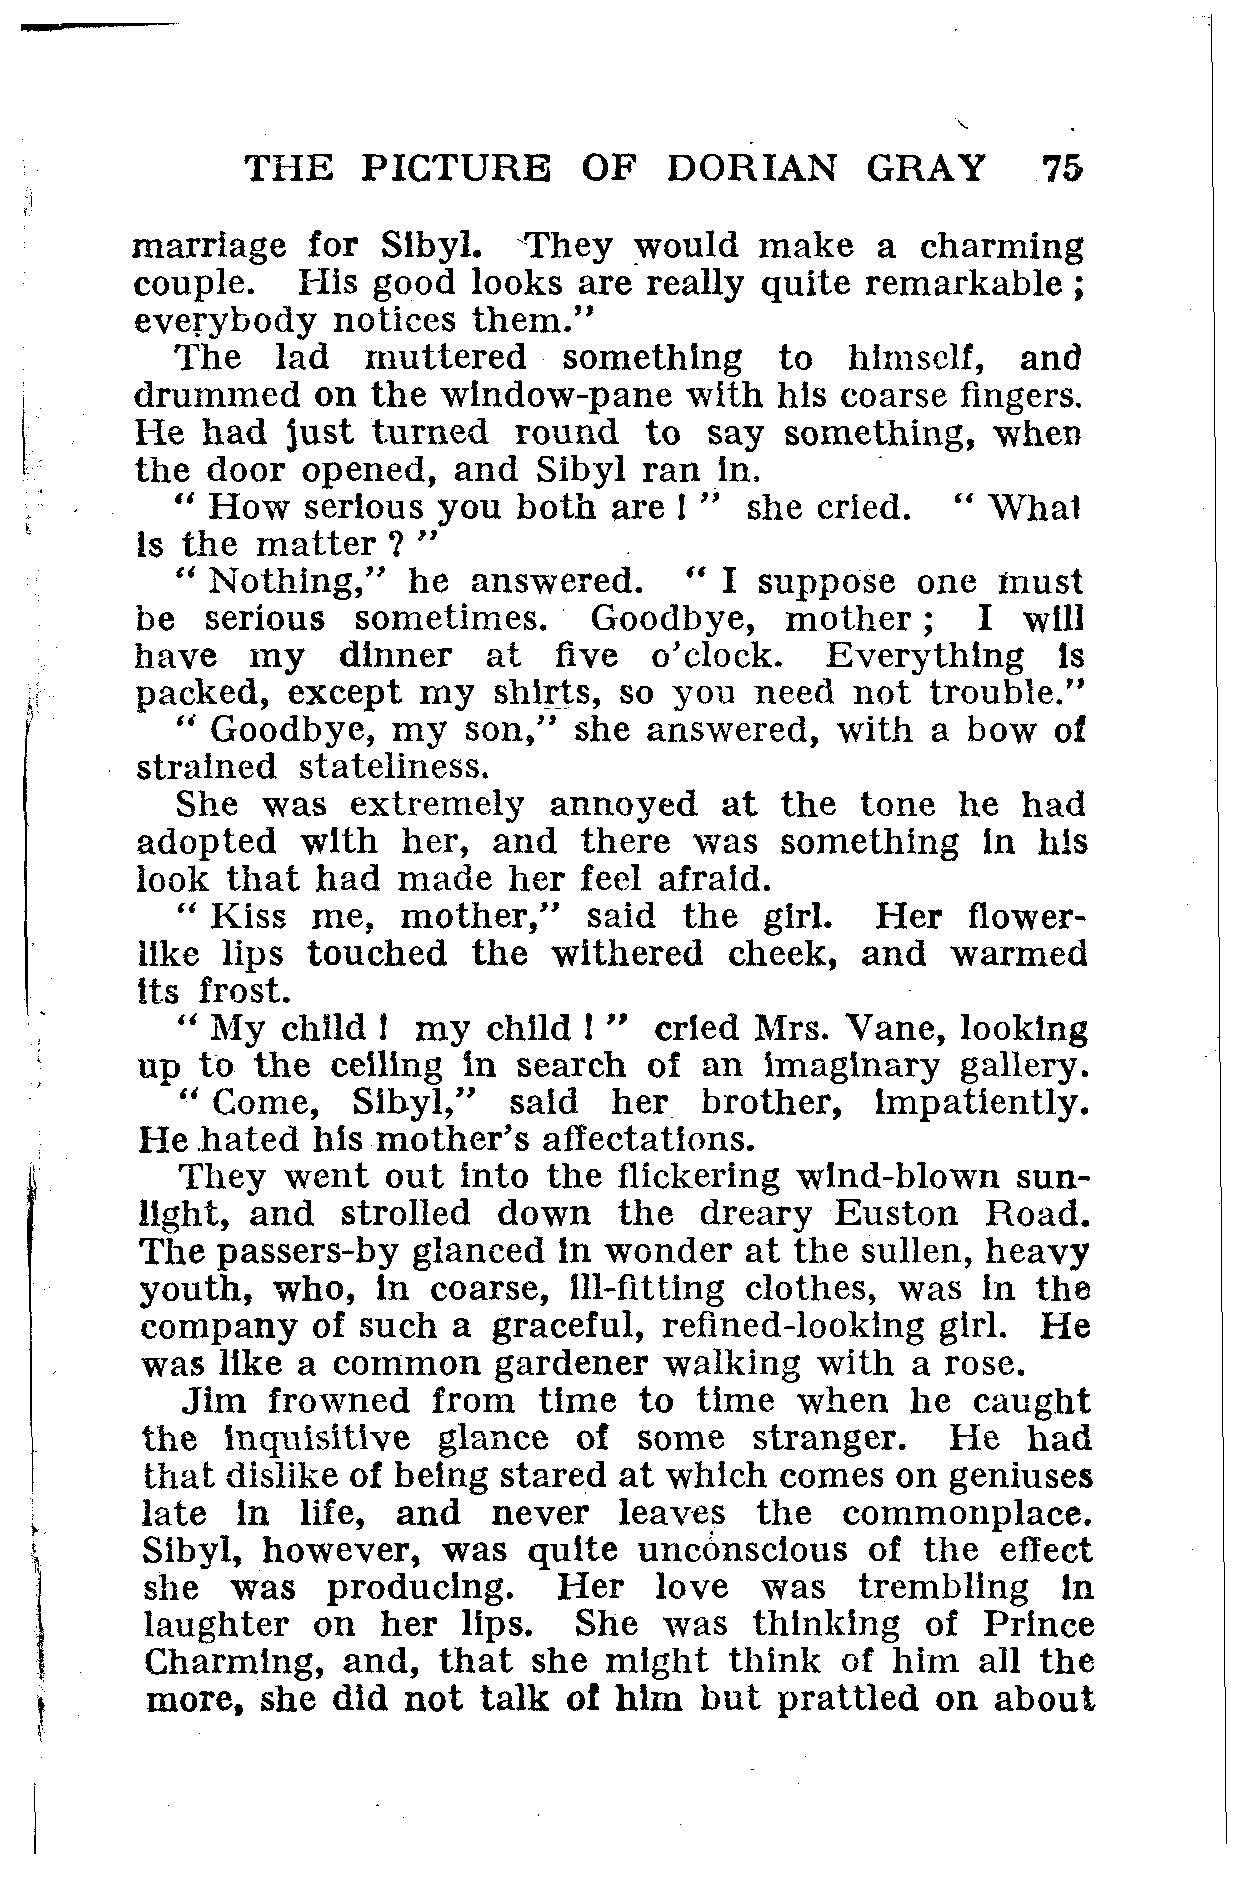 THE PICTURE OF DORIAN GRAY 75
marriage for Sibyl. They would make a charming
couple. His good looks are really quite remarkable ;
everybody notices them."
The lad muttered something to himself, and
drummed on the window-pane with his coarse fingers.
He had just turned round to say something, when
the door opened, and Sibyl ran in.
" How serious you both are ! " she cried. " What
is the matter ? "
" Nothing," he answered. " I suppose one must
be serious sometimes. Goodbye, mother ; I will
have my dinner at five o'clock. Everything is
packed, except my shirts, so you need not trouble."
" Goodbye, my son," she answered, with a bow of
strained stateliness.
She was extremely annoyed at the tone he had
adopted with her, and there was something in his
look that had made her feel afraid.
" Kiss me, mother," said the girl. Her flower-
like lips touched the withered cheek, and warmed
its frost.
" My child ! my child ! " cried Mrs. Vane, looking
up to the ceiling in search of an imaginary gallery.
" Come, Sibyl," said her brother, impatiently.
He hated his mother's affectations.
They went out into the flickering wind-blown sun-
light, and strolled down the dreary Euston Road.
The passers-by glanced in wonder at the sullen, heavy
youth, who, in coarse, ill-fitting clothes, was in the
company of such a graceful, refined-looking girl. He
was like a common gardener walking with a rose.
Jim frowned from time to time when he caught
the inquisitive glance of some stranger. He had
that dislike of being stared at which comes on geniuses
late in life, and never leaves the commonplace.
Sibyl, however, was quite unconscious of the effect
she was producing. Her love was trembling in
laughter on her lips. She was thinking of Prince
Charming, and, that she might think of him all the
more, she did not talk of him but prattled on about